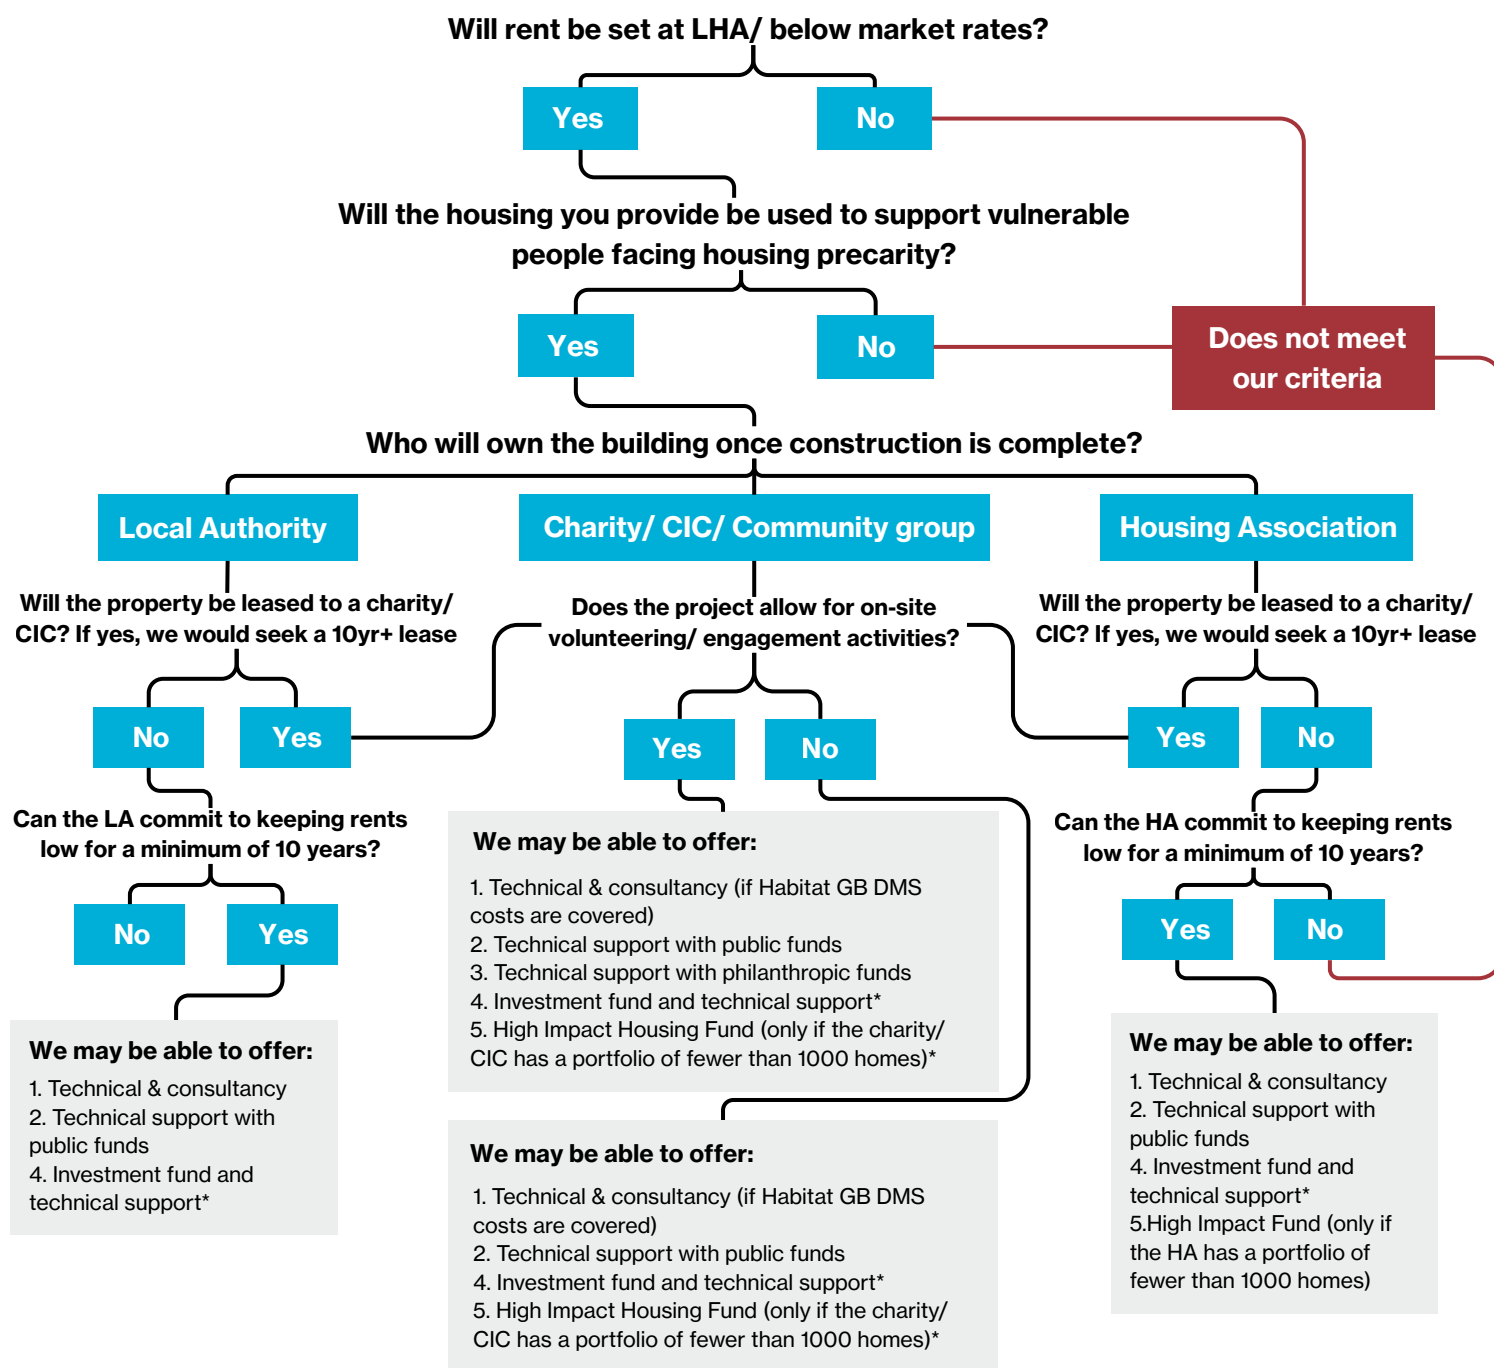 Will rent be set at LHA/ below market rates?
Yes
No
Will the housing you provide be used to support vulnerable
people facing housing precarity?
Yes
No
Does not meet
our criteria
Who will own the building once construction is complete?
Local Authority
Charity/ CIC/ Community group
Housing Association
Will the property be leased to a charity/
CIC? If yes, we would seek a 10yr+ lease
No
Yes
Can the LA commit to keeping rents
low for a minimum of 10 years?
No
Yes
We may be able to offer:
1. Technical & consultancy
2. Technical support with
public funds
4. Investment fund and
technical support*
Does the project allow for on-site
volunteering/ engagement activities?
Yes
No
We may be able to offer:
1. Technical & consultancy (if Habitat GB DMS
costs are covered)
2. Technical support with public funds
3. Technical support with philanthropic funds
4. Investment fund and technical support*
5. High Impact Housing Fund (only if the charity/
CIC has a portfolio of fewer than 1000 homes)*
We may be able to offer:
1. Technical & consultancy (if Habitat GB DMS
costs are covered)
2. Technical support with public funds
4. Investment fund and technical support*
5. High Impact Housing Fund (only if the charity/
CIC has a portfolio of fewer than 1000 homes)*
Will the property be leased to a charity/
CIC? If yes, we would seek a 10yr+ lease
Yes
No
Can the HA commit to keeping rents
low for a minimum of 10 years?
Yes
No
We may be able to offer:
1. Technical & consultancy
2. Technical support with
public funds
4. Investment fund and
technical support*
5.High Impact Fund (only if
the HA has a portfolio of
fewer than 1000 homes)